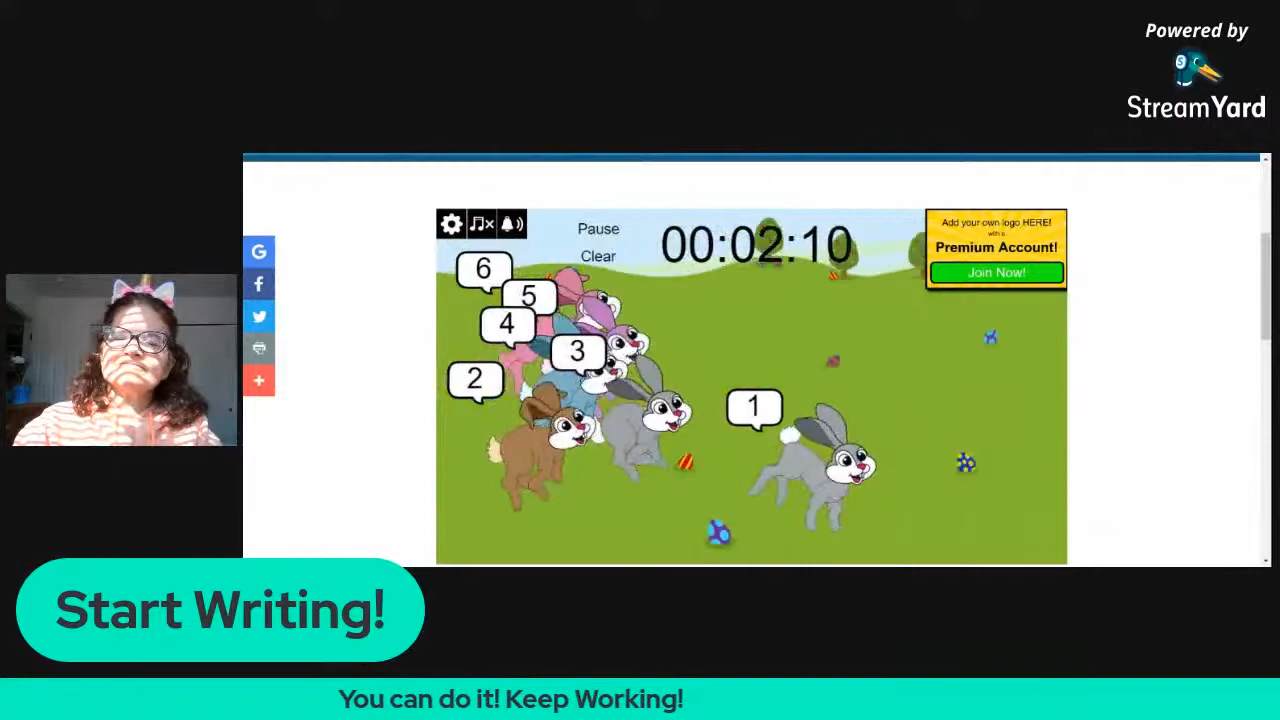 Powered by
StreamYard
Pause
00:02:10
Clear
Add your own logo HERE!
with a
Premium Account!
Join Now!
6
5
4
3
2
1
G
f
Start Writing!
You can do it! Keep Working!